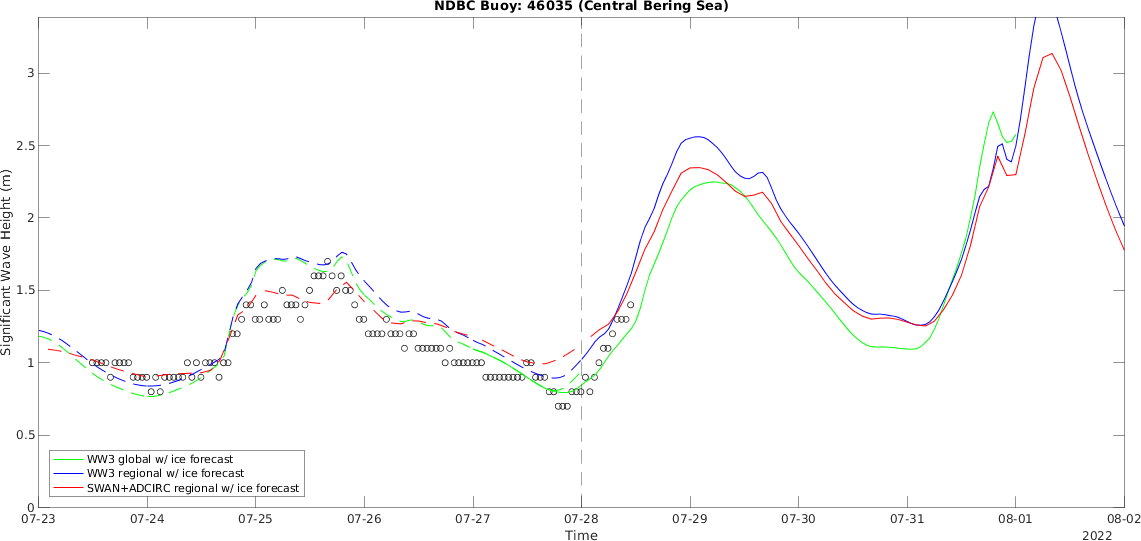 NDBC Buoy: 46035 (Central Bering Sea)
Significant Wave Height (m)
3
2.5
2
1.5
1
0.5
0
WW3 global w/ ice forecast
WW3 regional w/ ice forecast
SWAN+ADCIRC regional w/ ice forecast
07-23 07-24 07-25 07-26 07-27 07-28 07-29 07-30 07-31 08-01 08-02
Time 2022